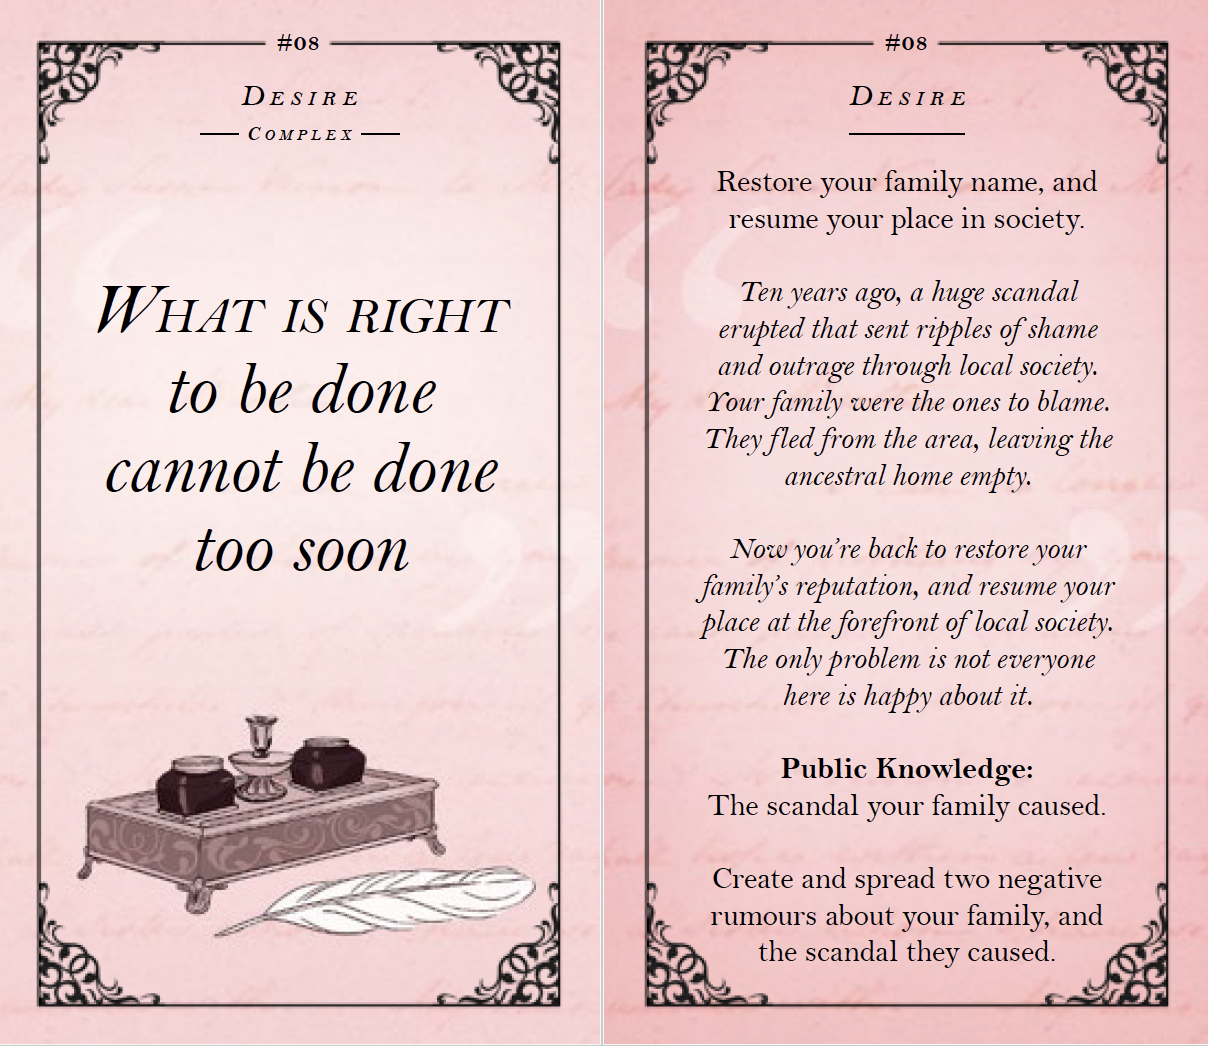 #08
Desire
Complex
What is right
to be done
cannot be done
too soon
#08
Desire
Restore your family name, and
resume your place in society.
Ten years ago, a huge scandal
erupted that sent ripples of shame
and outrage through local society.
Your family were the ones to blame.
They fled from the area, leaving the
ancestral home empty.
Now you’re back to restore your
family’s reputation, and resume your
place at the forefront of local society.
The only problem is not everyone
here is happy about it.
Public Knowledge:
The scandal your family caused.
Create and spread two negative
rumours about your family, and
the scandal they caused.